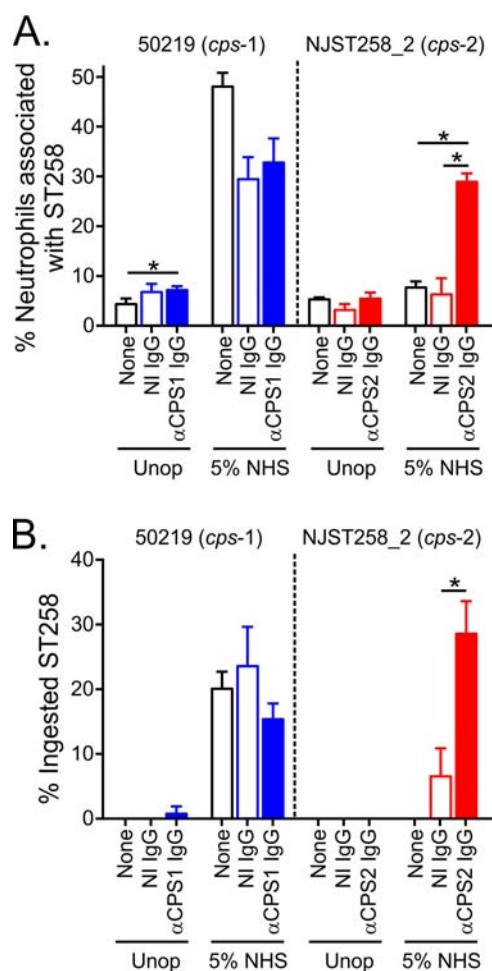 A.
50219 (cps-1) NJST258_2 (cps-2)
% Neutrophils associated
with ST258
50
40
30
20
10
0
*
*
*
None NI IgG αCPS1 IgG None NI IgG αCPS1 IgG None NI IgG αCPS2 IgG None NI IgG αCPS2 IgG
Unop 5% NHS Unop 5% NHS
B.
50219 (cps-1) NJST258_2 (cps-2)
% Ingested ST258
40
30
20
10
0
*
None NI IgG αCPS1 IgG None NI IgG αCPS1 IgG None NI IgG αCPS2 IgG None NI IgG αCPS2 IgG
Unop 5% NHS Unop 5% NHS